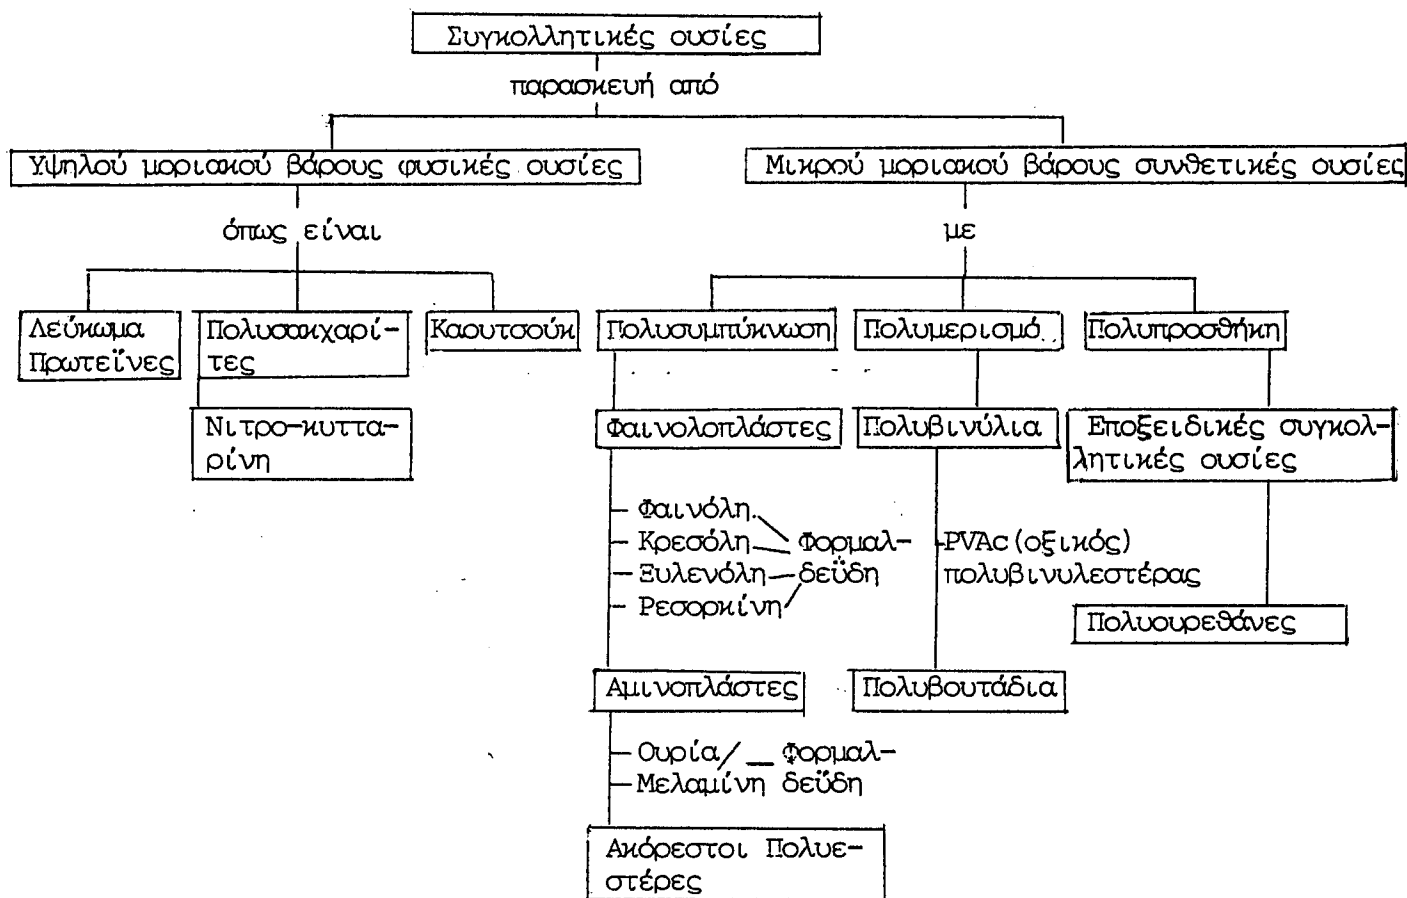 Συγκολλητικές ουσίες
παρασκευή από
Υψηλού μοριακού βάρους φυσικές ουσίες
Μικρού μοριακού βάρους συνθετικές ουσίες
όπως είναι
με
Λεύκωμα
Πρωτεΐνες
Πολυσακχαρί-
τες
Καουτσούκ
Πολυσυμπύκνωση
Πολυμερισμό
Πολυπροσθήκη
Νιτρο-κυττα-
ρίνη
Φαινολοπλάστες
Πολυβινύλια
Εποξειδικές συγκολ-
λητικές ουσίες
Φαινόλη
Κρεσόλη
Ξυλενόλη
Ρεσορκίνη
Φορμαλ-
δεΰδη
PVAc (οξικός)
πολυβινυλεστέρας
Πολυουρεθάνες
Αμινοπλάστες
Πολυβουτάδια
Ουρία/ Φορμαλ-
Μελαμίνη δεΰδη
Ακόρεστοι Πολυε-
στέρες